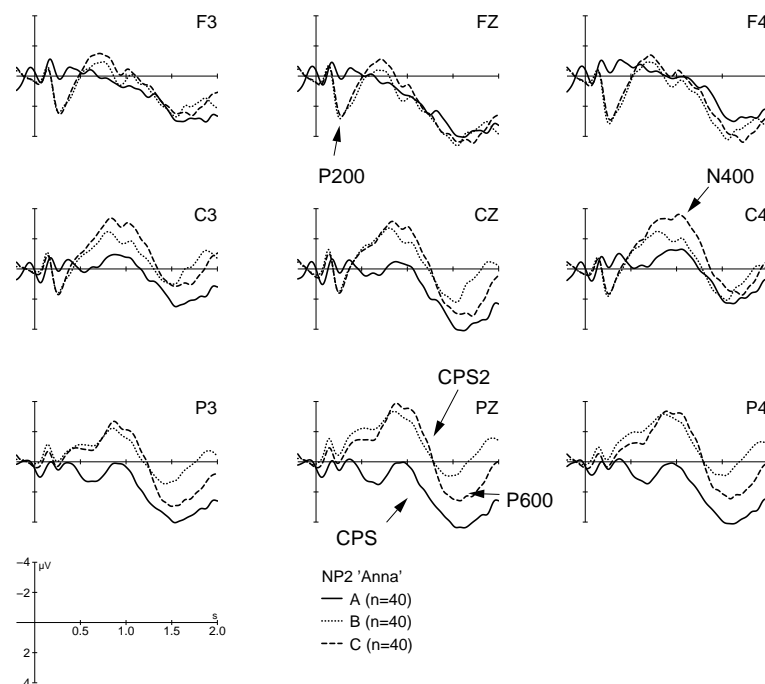 F3
FZ
F4
P200
N400
C3
CZ
C4
CPS2
P3
PZ
P4
P600
CPS
−4
µV
−2
s
0.5 1.0 1.5 2.0
2
4
NP2 'Anna'
A (n=40)
B (n=40)
C (n=40)